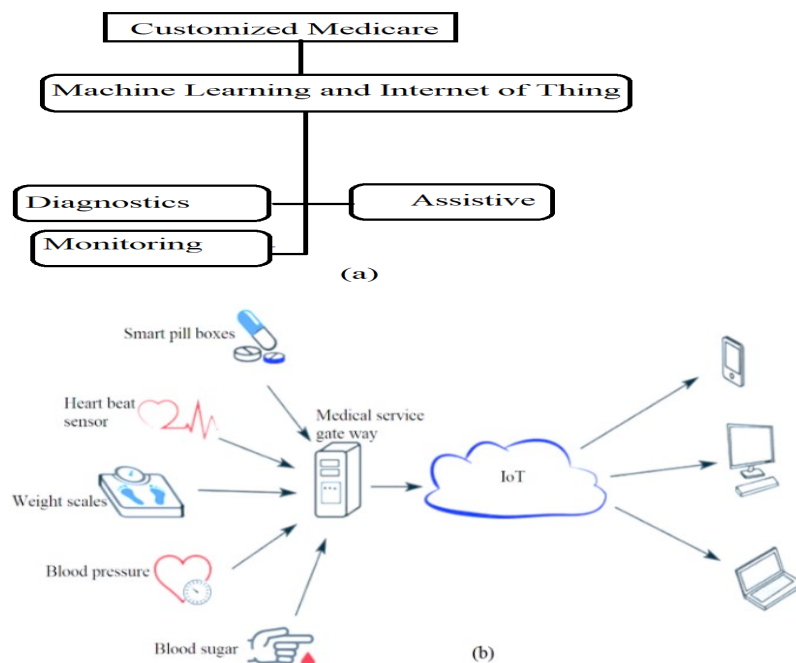 Customized Medicare
Machine Learning and Internet of Thing
Diagnostics
Assistive
Monitoring
(a)
Smart pill boxes
Heart beat
sensor
Medical service
gate way
IoT
Weight scales
Blood pressure
Blood sugar
(b)